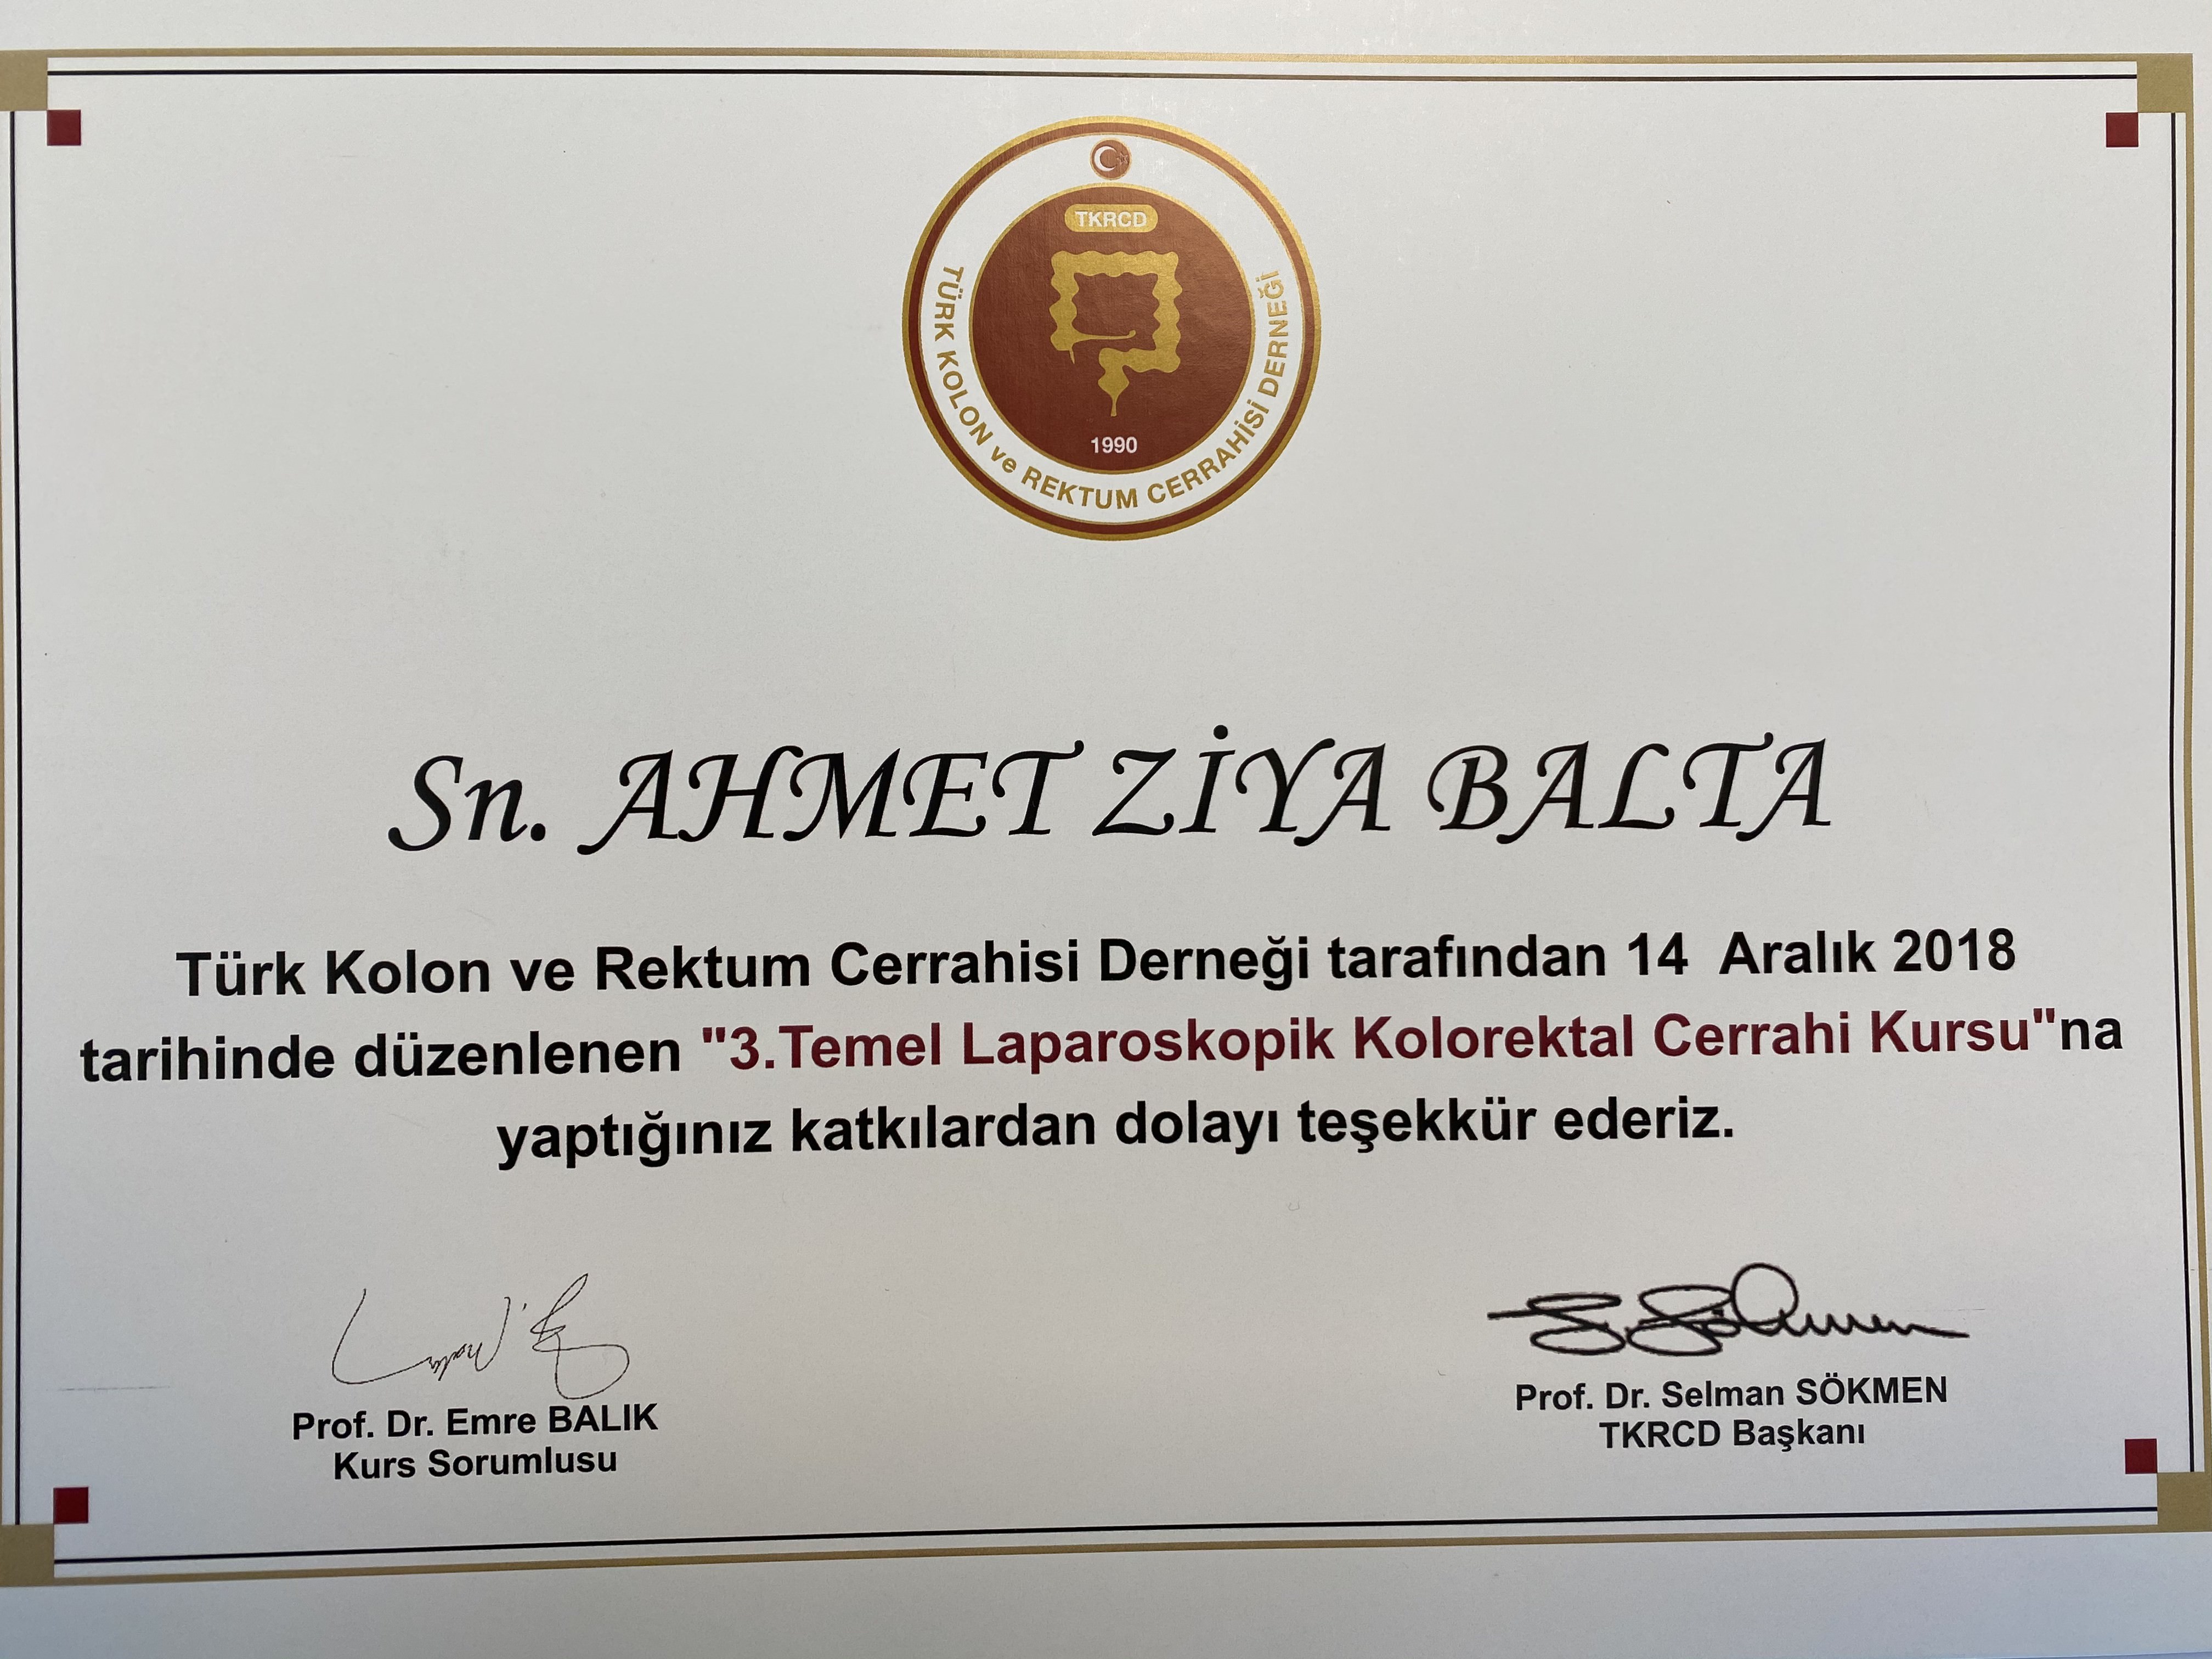 TKRCD
1990
TÜRK KOLON ve REKTUM CERRAHİSİ DERNEĞİ
Sn. AHMET ZİYA BALTA
Türk Kolon ve Rektum Cerrahisi Derneği tarafından 14 Aralık 2018
tarihinde düzenlenen "3.Temel Laparoskopik Kolorektal Cerrahi Kursu"na
yaptığınız katkılardan dolayı teşekkür ederiz.
Prof. Dr. Emre BALIK
Kurs Sorumlusu
Prof. Dr. Selman SÖKMEN
TKRCD Başkanı